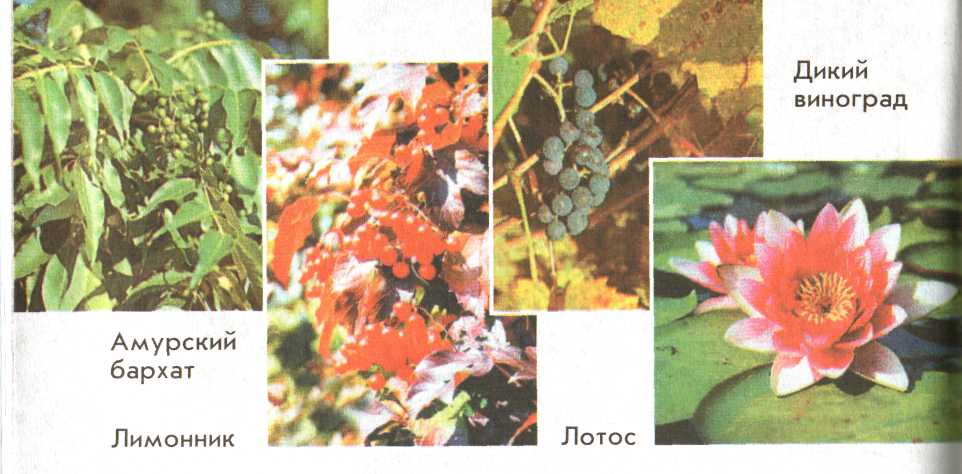 Дикий
виноград
Амурский
бархат
Лимонник
Лотос